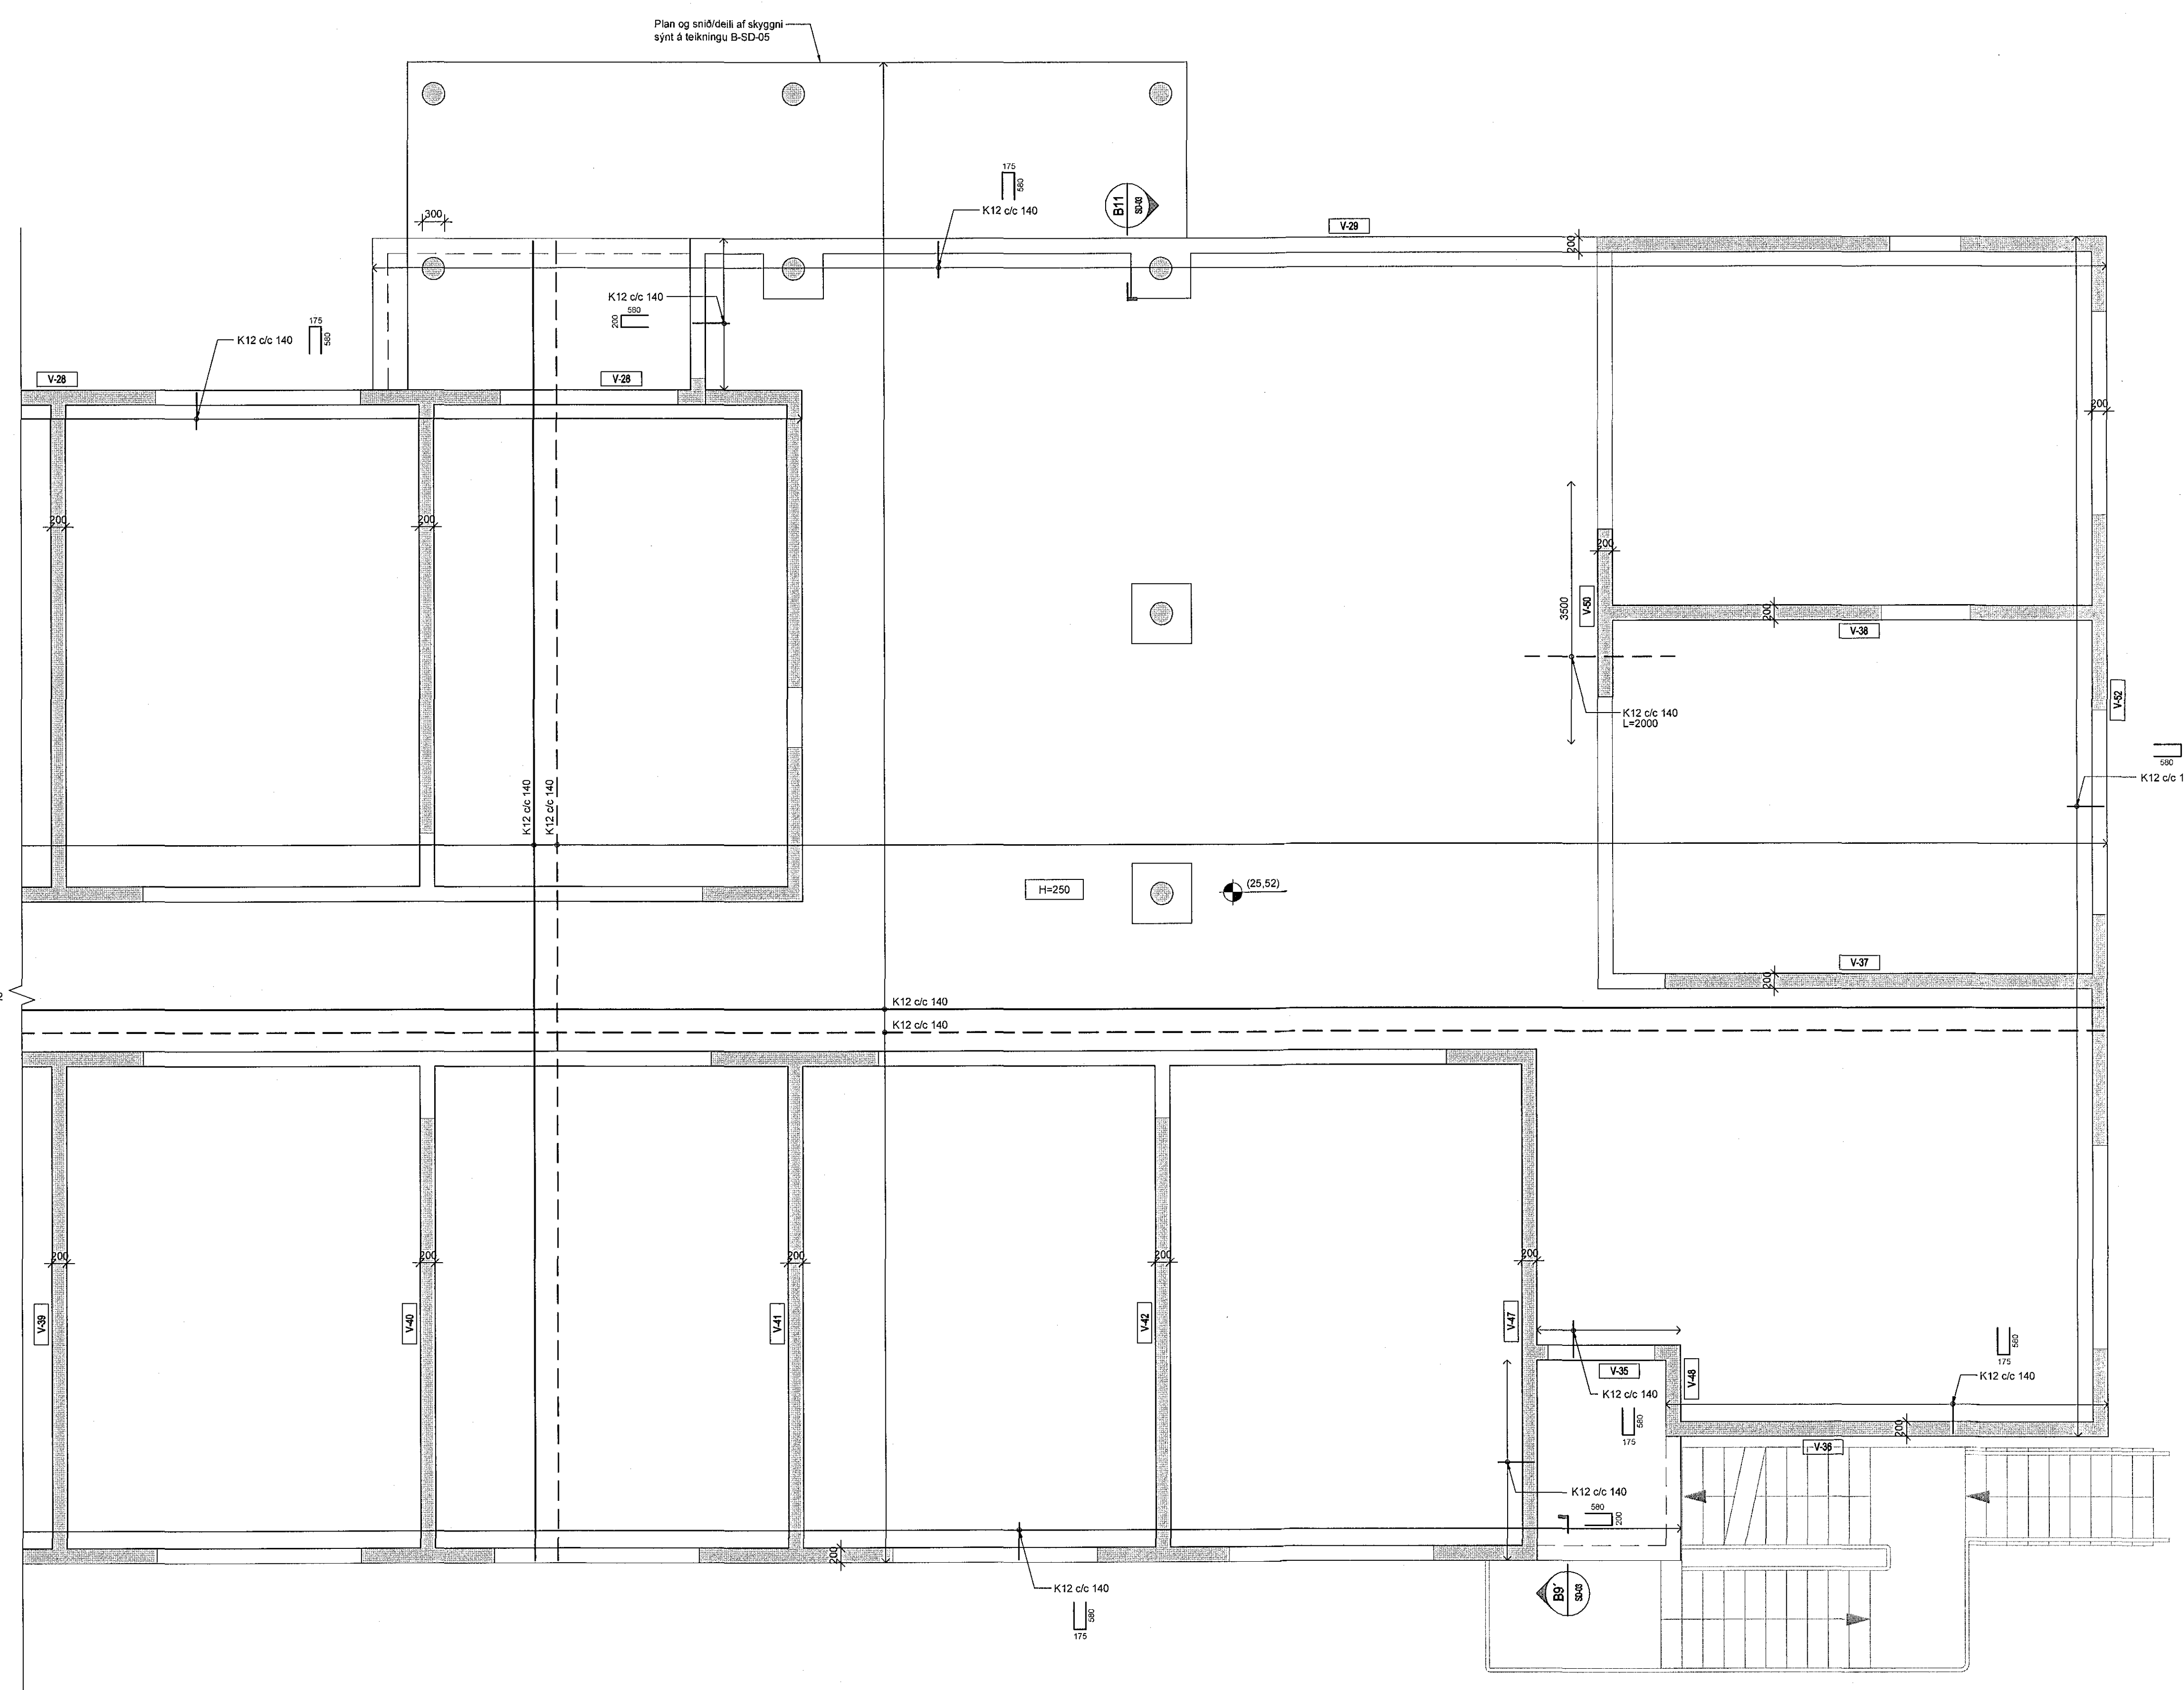 Plan og snið/deili af skyggni
sýnt á teikningu B-SD-05
175
580
K12 c/c 140
B11
SD-03
V-29
300
200
K12 c/c 140
580
200
175
580
K12 c/c 140
V-28
V-28
200
200
200
200
3500
V-50
200
V-38
K12 c/c 140
L=2000
V-52
580
K12 c/c 1
K12 c/c 140
K12 c/c 140
H=250
(25,52)
V-37
200
2
K12 c/c 140
K12 c/c 140
200
200
200
200
200
V-39
V-40
V-41
V-42
V-47
V-35
V-48
K12 c/c 140
580
175
580
175
K12 c/c 140
200
V-36
K12 c/c 140
580
200
200
K12 c/c 140
580
175
B9´
SD-03